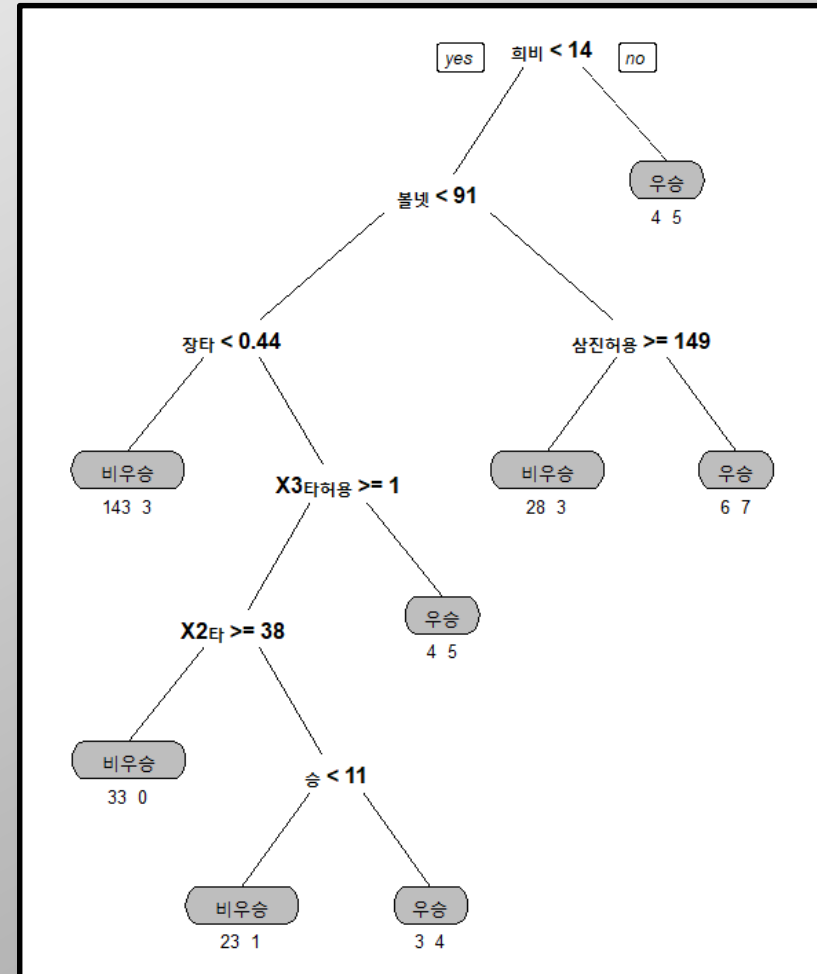 yes 희비 < 14 no
우승
4 5
볼넷 < 91
장타 < 0.44
삼진허용 >= 149
비우승
143 3
X3타허용 >= 1
비우승
28 3
우승
6 7
X2타 >= 38
우승
4 5
비우승
33 0
승 < 11
비우승
23 1
우승
3 4